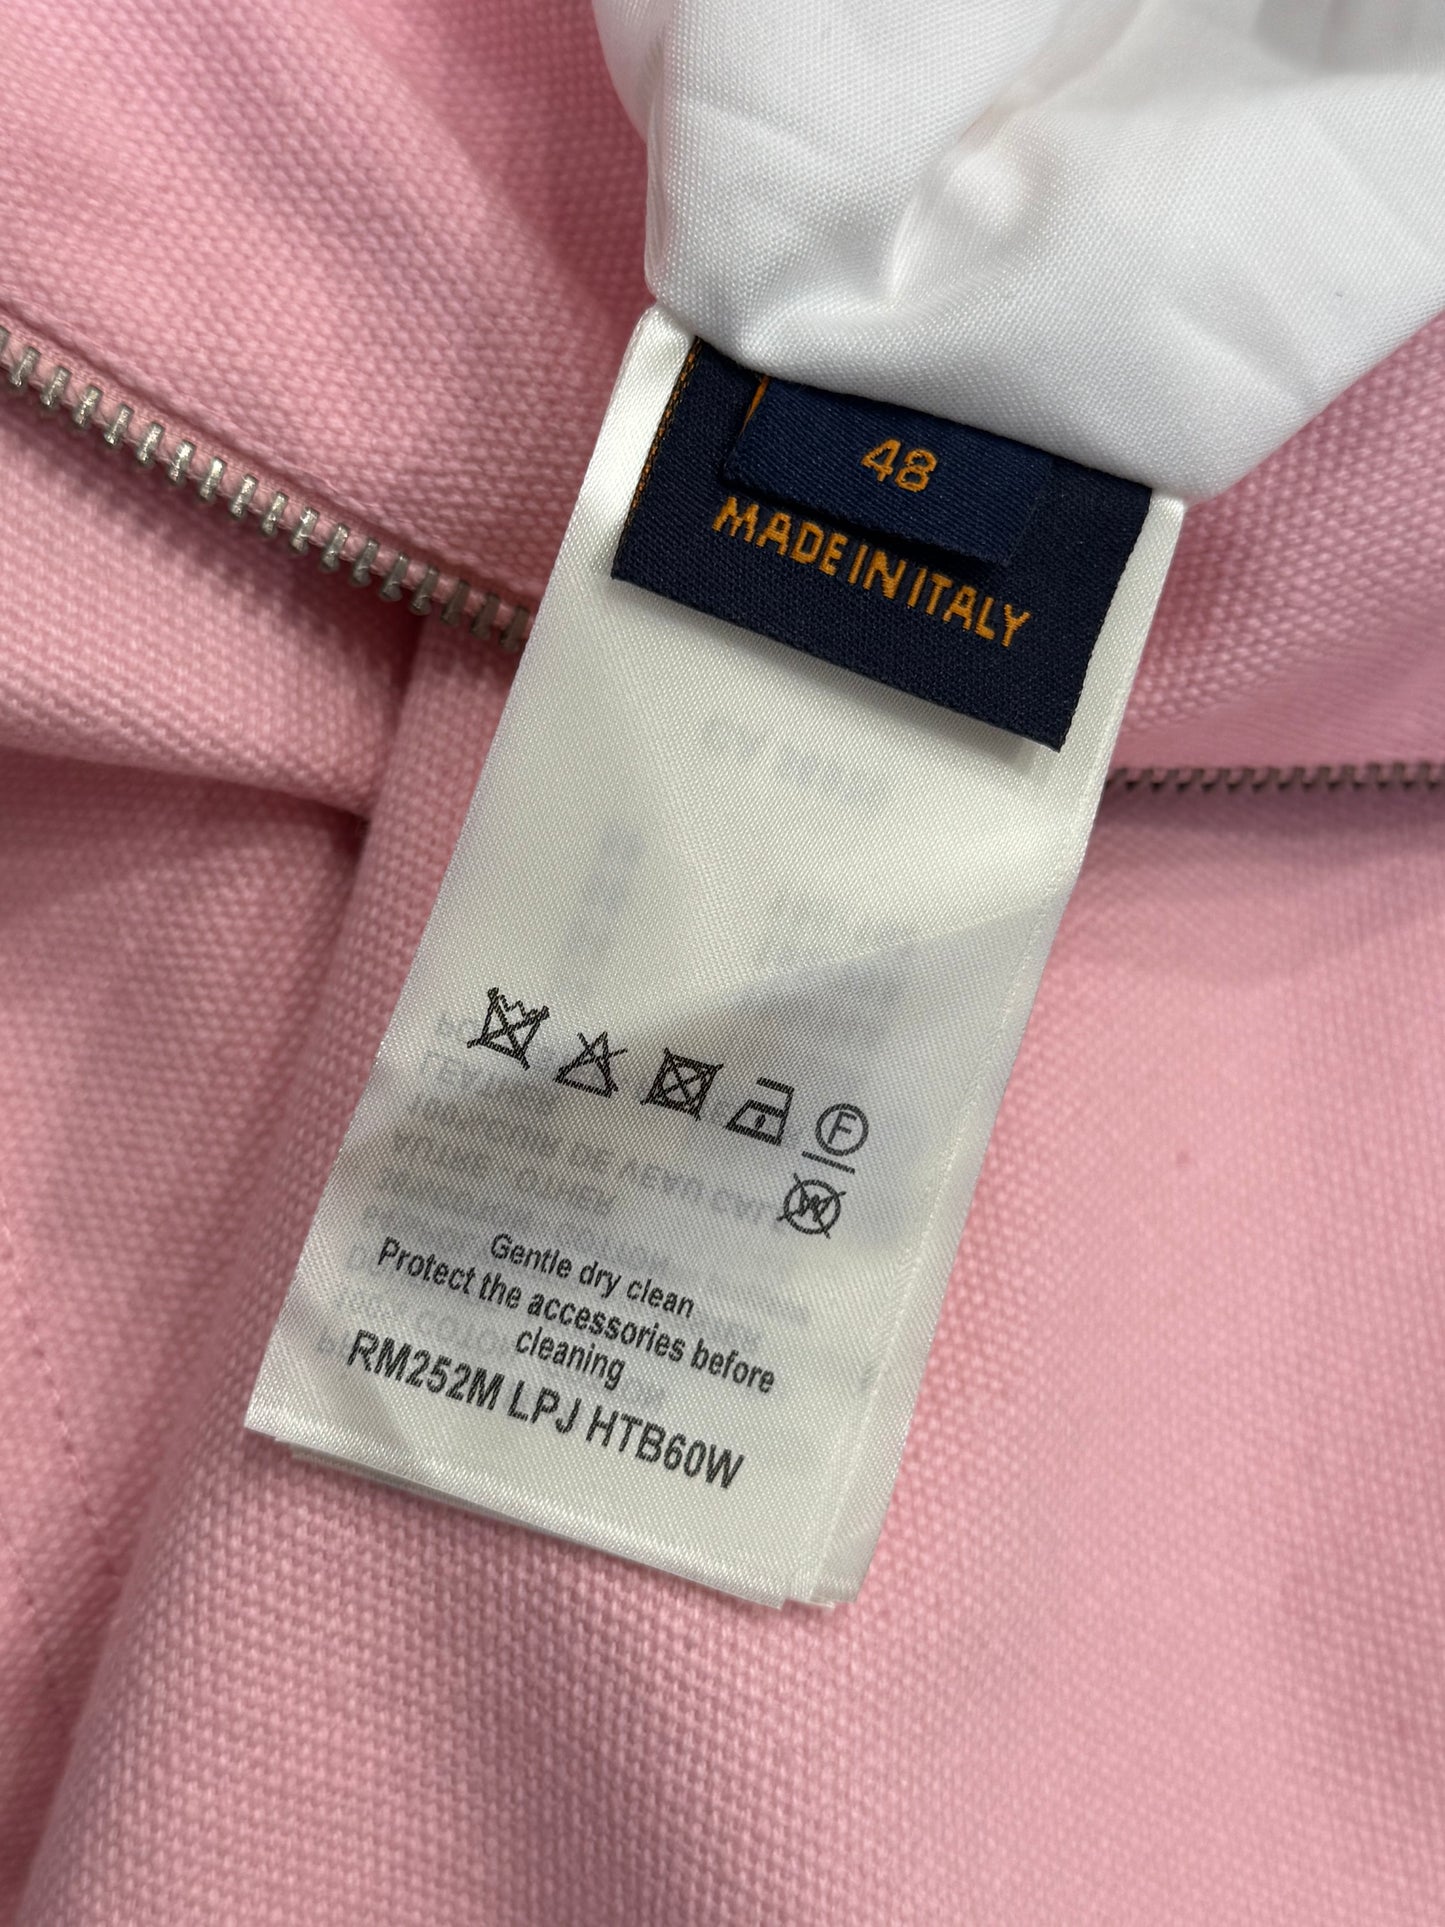 48
MADE IN ITALY
F
W
Gentle dry clean
Protect the accessories before
cleaning
RM252M LPJ HTB60W